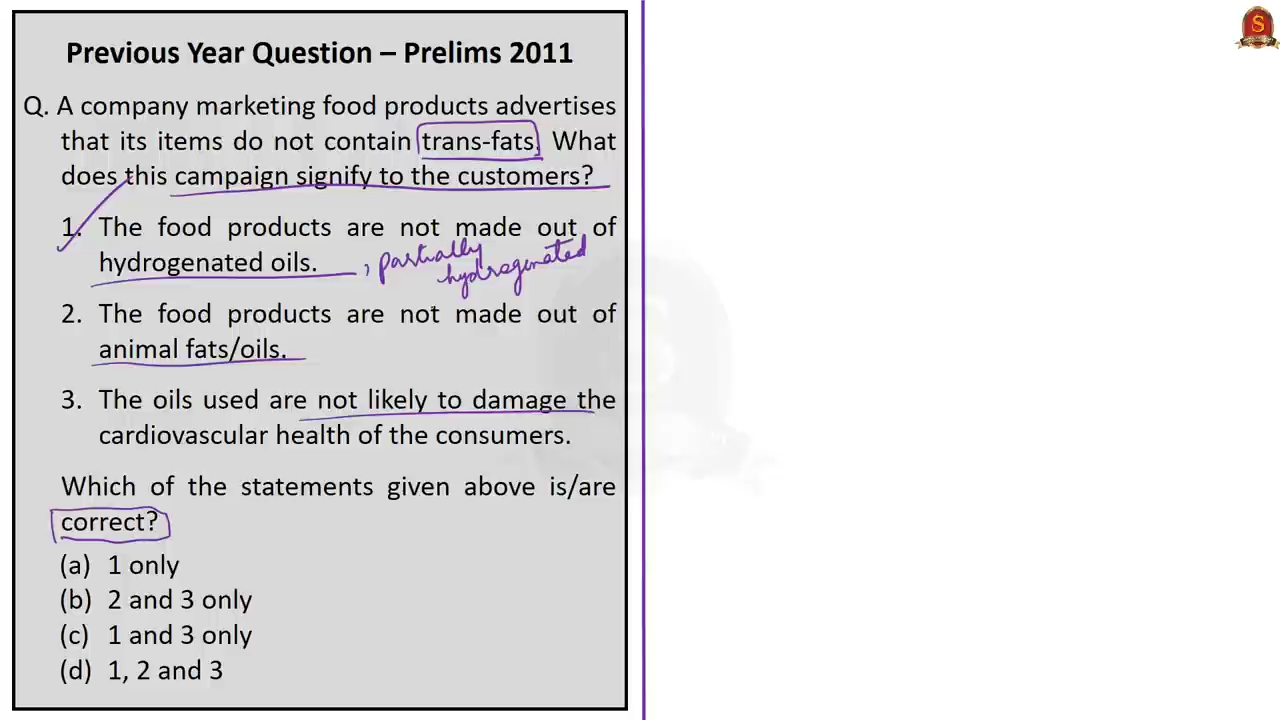 Previous Year Question – Prelims 2011
Q. A company marketing food products advertises
that its items do not contain trans-fats. What
does this campaign signify to the customers?
1. The food products are not made out of
hydrogenated oils. , partially
hydrogenated
2. The food products are not made out of
animal fats/oils.
3. The oils used are not likely to damage the
cardiovascular health of the consumers.
Which of the statements given above is/are
correct?
(a) 1 only
(b) 2 and 3 only
(c) 1 and 3 only
(d) 1, 2 and 3
S